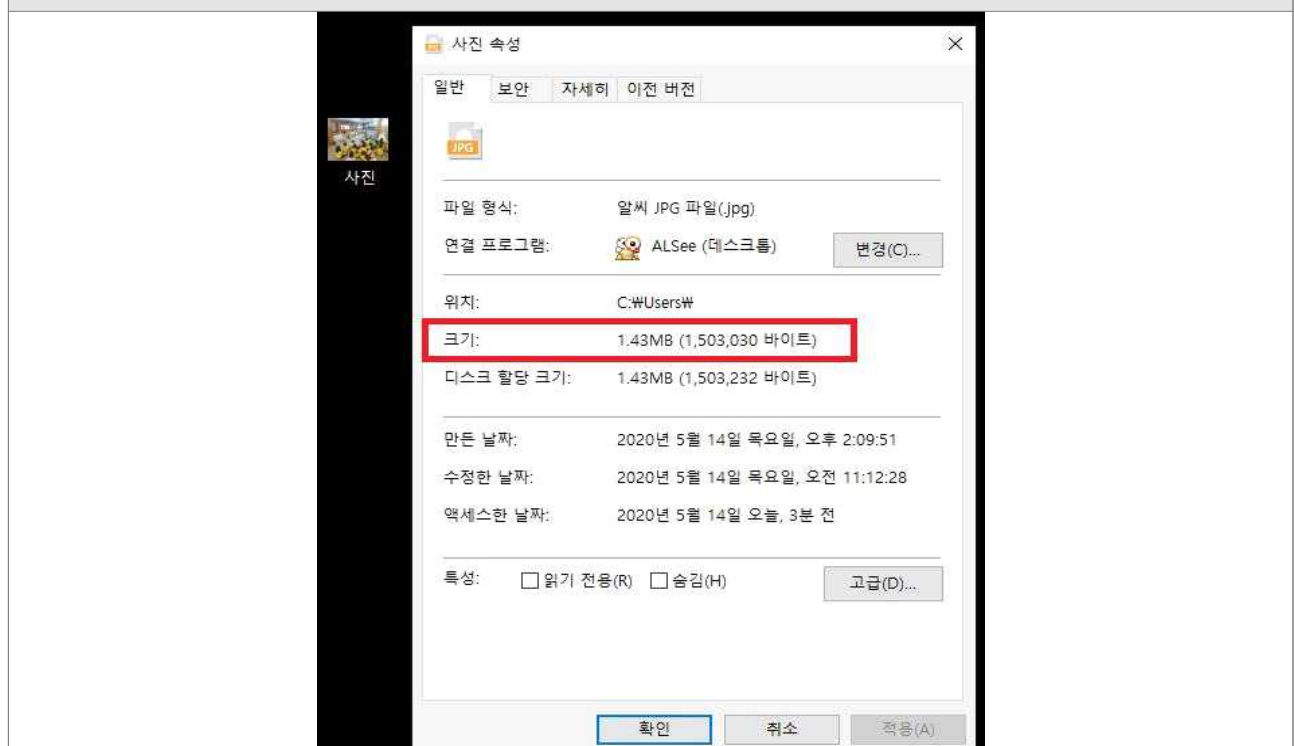 사진 속성
일반 보안 자세히 이전 버전
JPG
사진
파일 형식: 알씨 JPG 파일(.jpg)
연결 프로그램: ALSee (데스크톱) 변경(C)...
위치: C:₩Users₩
크기: 1.43MB (1,503,030 바이트)
디스크 할당 크기: 1.43MB (1,503,232 바이트)
만든 날짜: 2020년 5월 14일 목요일, 오후 2:09:51
수정한 날짜: 2020년 5월 14일 목요일, 오전 11:12:28
액세스한 날짜: 2020년 5월 14일 오늘, 3분 전
특성: 읽기 전용(R) 숨김(H) 고급(D)...
확인 취소 적용(A)